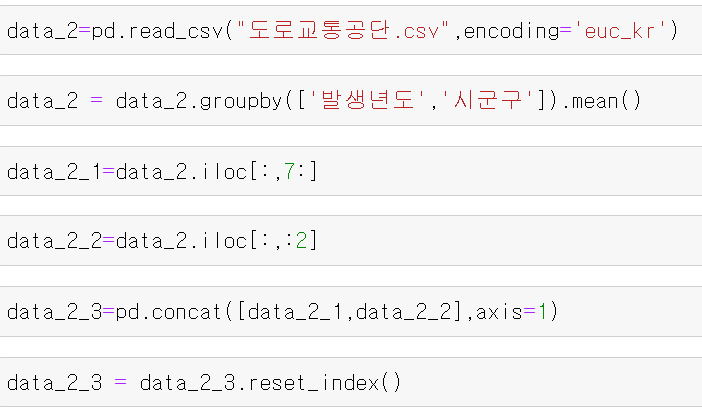 data_2=pd.read_csv("도로교통공단.csv",encoding='euc_kr')
data_2 = data_2.groupby(['발생년도','시군구']).mean()
data_2_1=data_2.iloc[:,7:]
data_2_2=data_2.iloc[:,:2]
data_2_3=pd.concat([data_2_1,data_2_2],axis=1)
data_2_3 = data_2_3.reset_index()